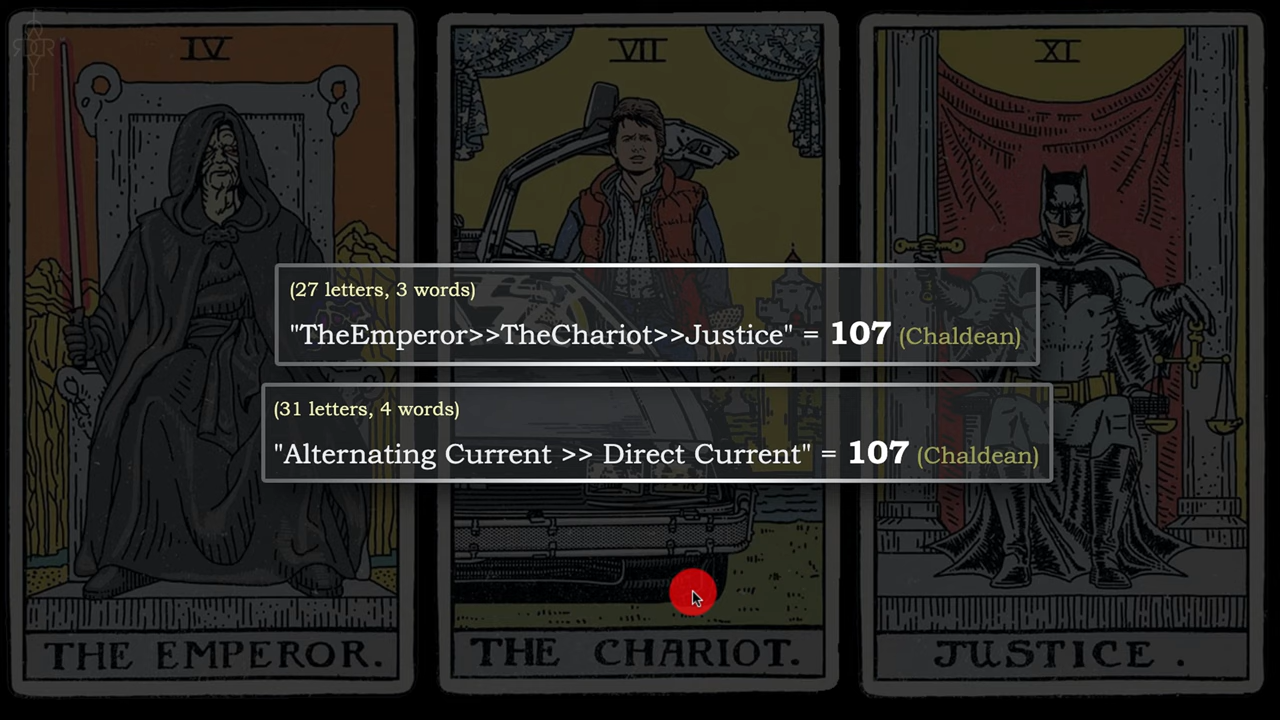 IV
VII
XI
(27 letters, 3 words)
"TheEmperor>>TheChariot>>Justice" = 107 (Chaldean)
(31 letters, 4 words)
"Alternating Current >> Direct Current" = 107 (Chaldean)
THE EMPEROR.
THE CHARIOT.
JUSTICE .